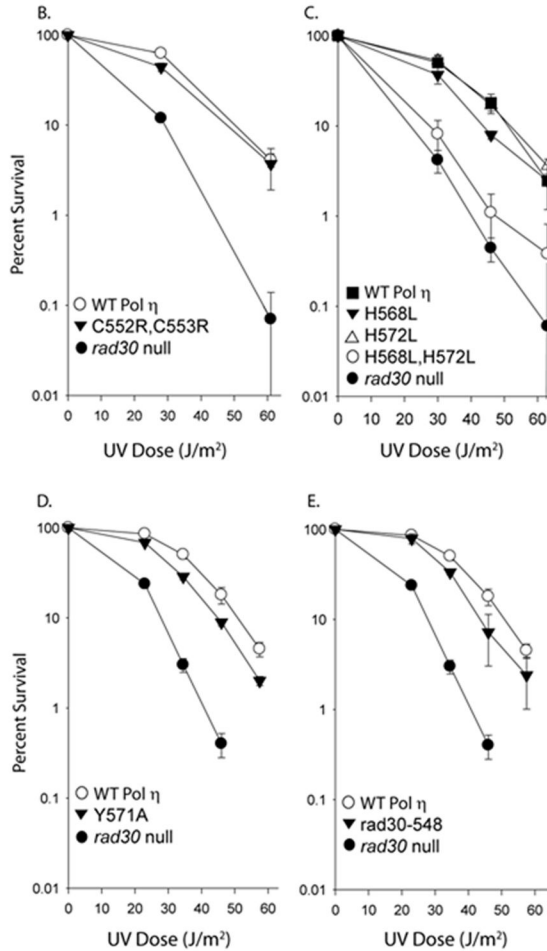 B.
100
10
1
0.1
0.01
Percent Survival
WT Pol η
C552R,C553R
rad30 null
0 10 20 30 40 50 60
UV Dose (J/m²)
C.
100
10
1
0.1
0.01
WT Pol η
H568L
H572L
H568L,H572L
rad30 null
0 10 20 30 40 50 60
UV Dose (J/m²)
D.
100
10
1
0.1
0.01
Percent Survival
WT Pol η
Y571A
rad30 null
0 10 20 30 40 50 60
UV Dose (J/m²)
E.
100
10
1
0.1
0.01
WT Pol η
rad30-548
rad30 null
0 10 20 30 40 50 60
UV Dose (J/m²)